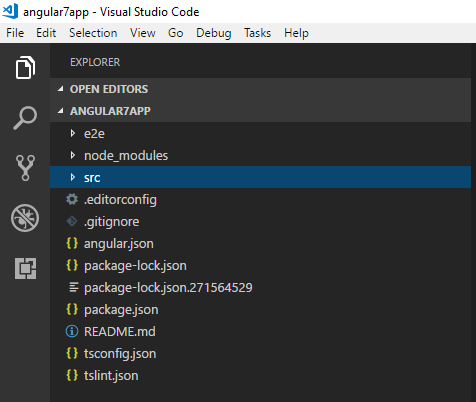 angular7app - Visual Studio Code
File Edit Selection View Go Debug Tasks Help
EXPLORER
OPEN EDITORS
ANGULAR7APP
e2e
node_modules
src
.editorconfig
.gitignore
{ } angular.json
{ } package-lock.json
package-lock.json.271564529
{ } package.json
README.md
{ } tsconfig.json
{ } tslint.json